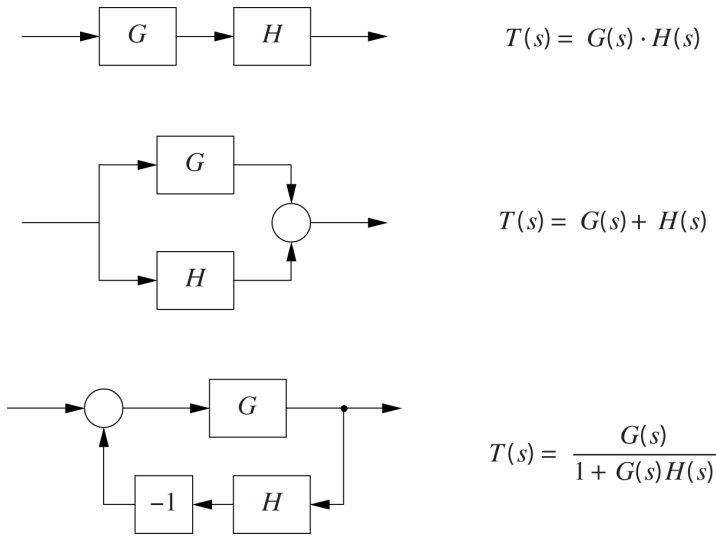 G H T(s) = G(s) · H(s)
G
T(s) = G(s) + H(s)
H
G
T(s) = G(s) / 1 + G(s)H(s)
−1 H